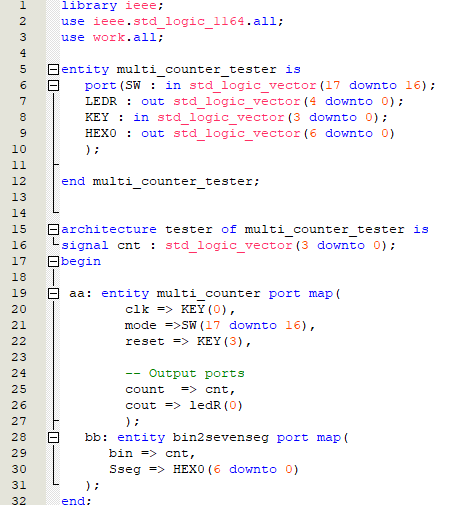 1 library ieee;
2 use ieee.std_logic_1164.all;
3 use work.all;
4
5 entity multi_counter_tester is
6 port(SW : in std_logic_vector(17 downto 16);
7 LEDR : out std_logic_vector(4 downto 0);
8 KEY : in std_logic_vector(3 downto 0);
9 HEX0 : out std_logic_vector(6 downto 0)
10 );
11
12 end multi_counter_tester;
13
14
15 architecture tester of multi_counter_tester is
16 signal cnt : std_logic_vector(3 downto 0);
17 begin
18
19 aa: entity multi_counter port map(
20 clk => KEY(0),
21 mode =>SW(17 downto 16),
22 reset => KEY(3),
23
24 -- Output ports
25 count => cnt,
26 cout => ledR(0)
27 );
28 bb: entity bin2sevenseg port map(
29 bin => cnt,
30 Sseg => HEX0(6 downto 0)
31 );
32 end;